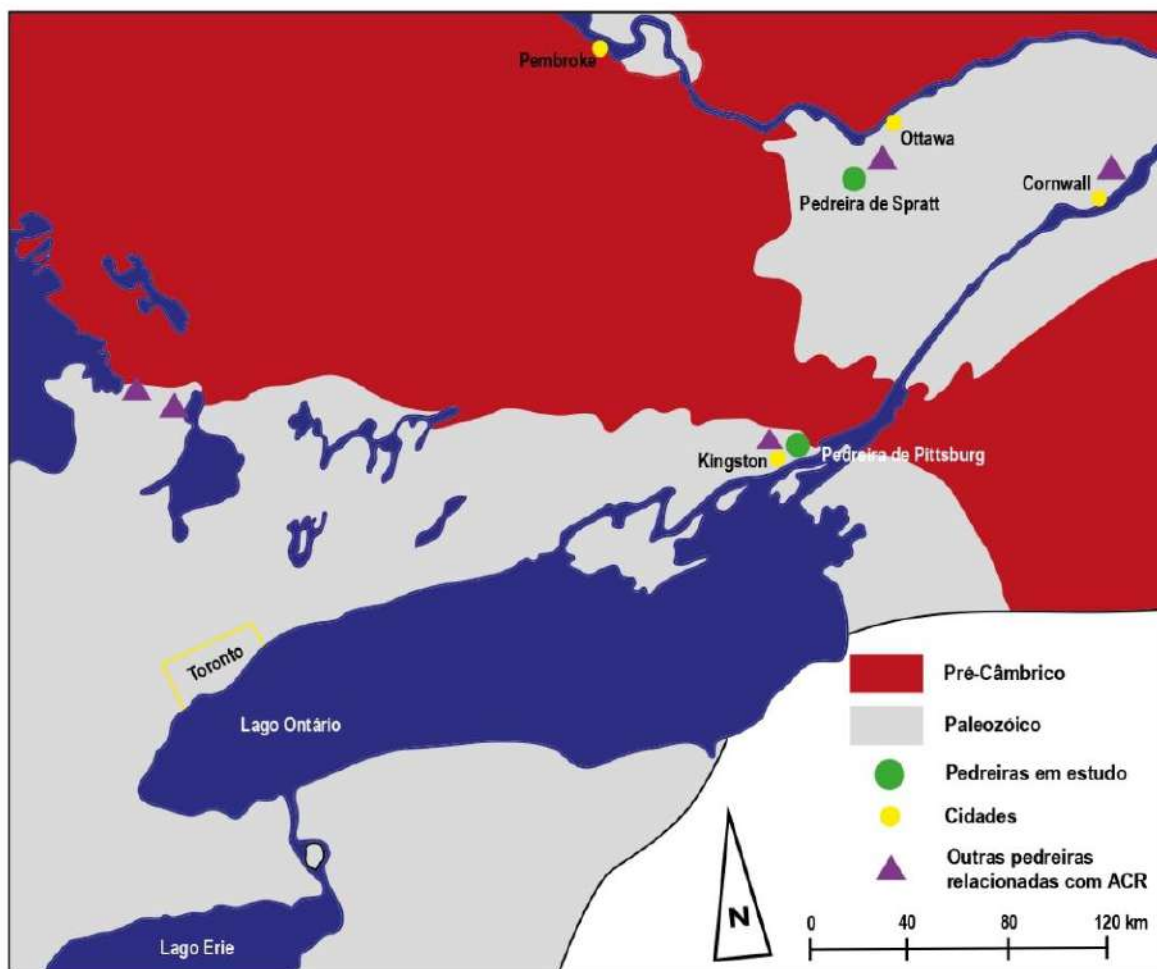 Pembroke
Ottawa
Cornwall
Pedreira de Spratt
Kingston
Pedreira de Pittsburg
Toronto
Lago Ontário
Lago Erie
Pré-Câmbrico
Paleozóico
Pedreiras em estudo
Cidades
Outras pedreiras
relacionadas com ACR
N
0 40 80 120 km